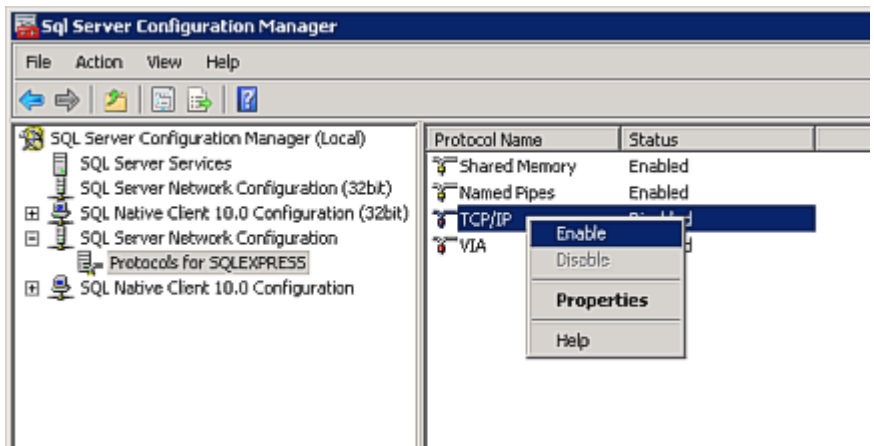 Sql Server Configuration Manager
File Action View Help
SQL Server Configuration Manager (Local)
SQL Server Services
SQL Server Network Configuration (32bit)
SQL Native Client 10.0 Configuration (32bit)
SQL Server Network Configuration
Protocols for SQLEXPRESS
SQL Native Client 10.0 Configuration
Protocol Name Status
Shared Memory Enabled
Named Pipes Enabled
TCP/IP
VIA
Enable
Disable
Properties
Help